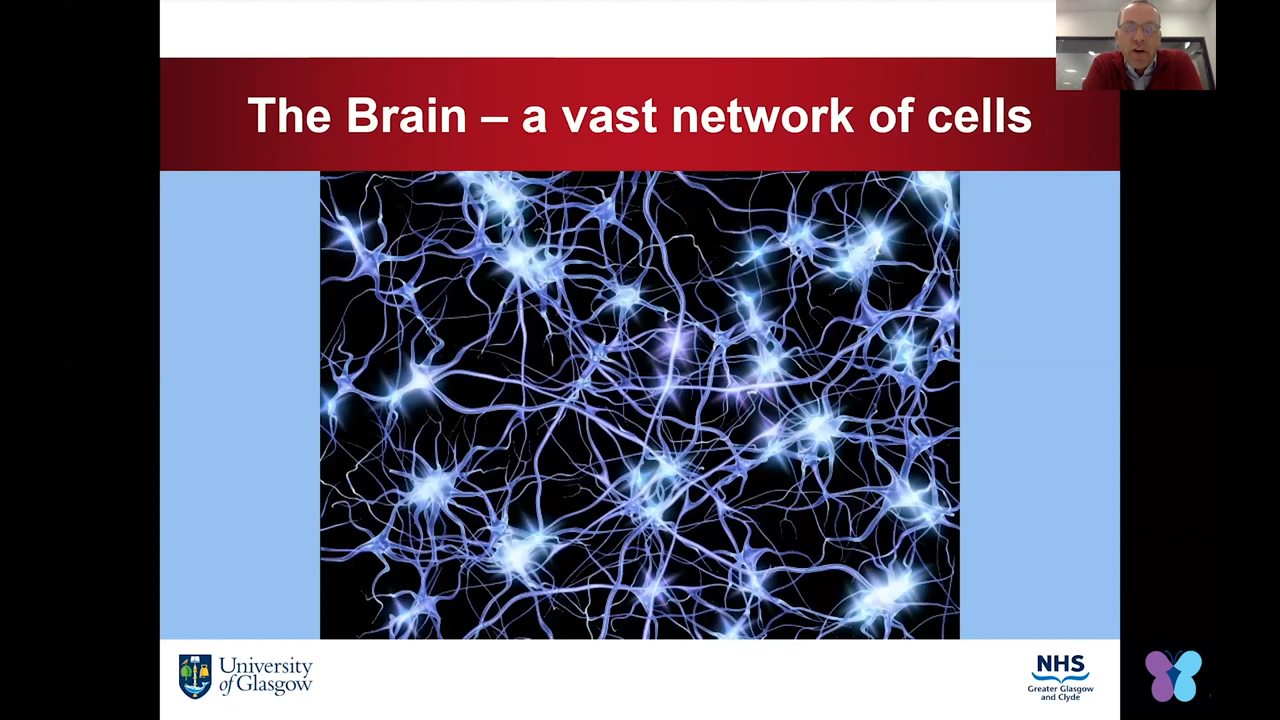 The Brain – a vast network of cells
University
of Glasgow
NHS
Greater Glasgow
and Clyde